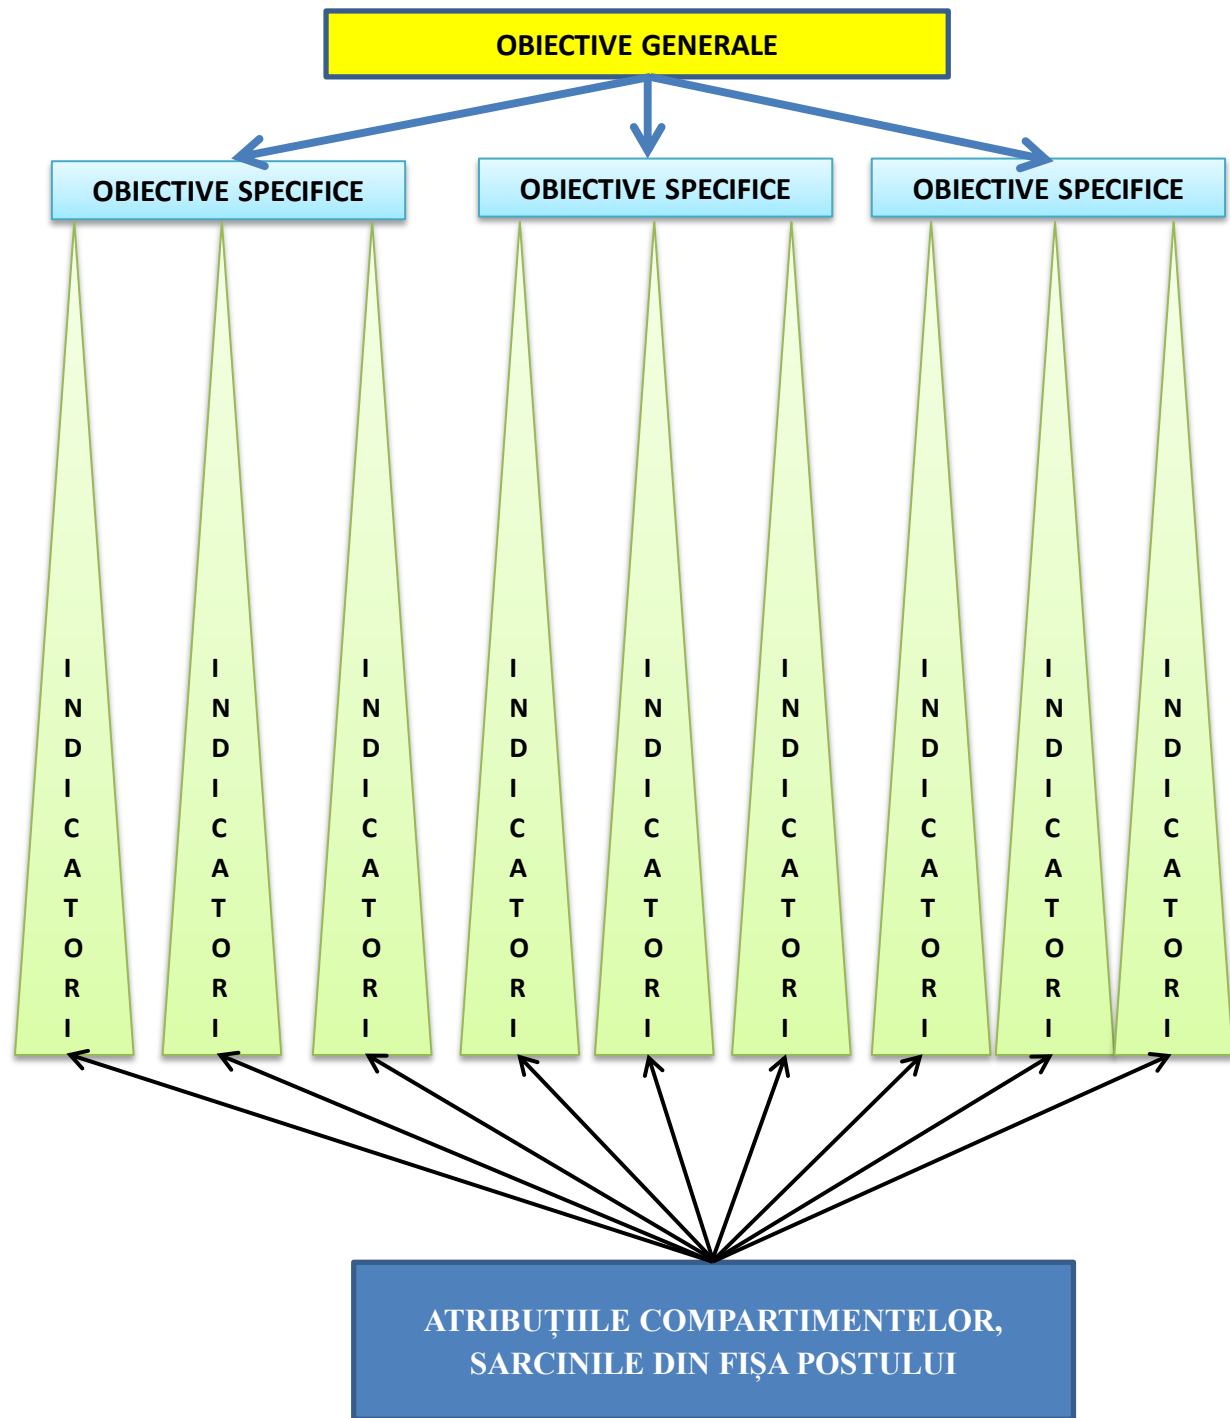 OBIECTIVE GENERALE
OBIECTIVE SPECIFICE
OBIECTIVE SPECIFICE
OBIECTIVE SPECIFICE
INDICATORI
INDICATORI
INDICATORI
INDICATORI
INDICATORI
INDICATORI
INDICATORI
INDICATORI
INDICATORI
ATRIBUȚIILE COMPARTIMENTELOR,
SARCINILE DIN FIȘA POSTULUI